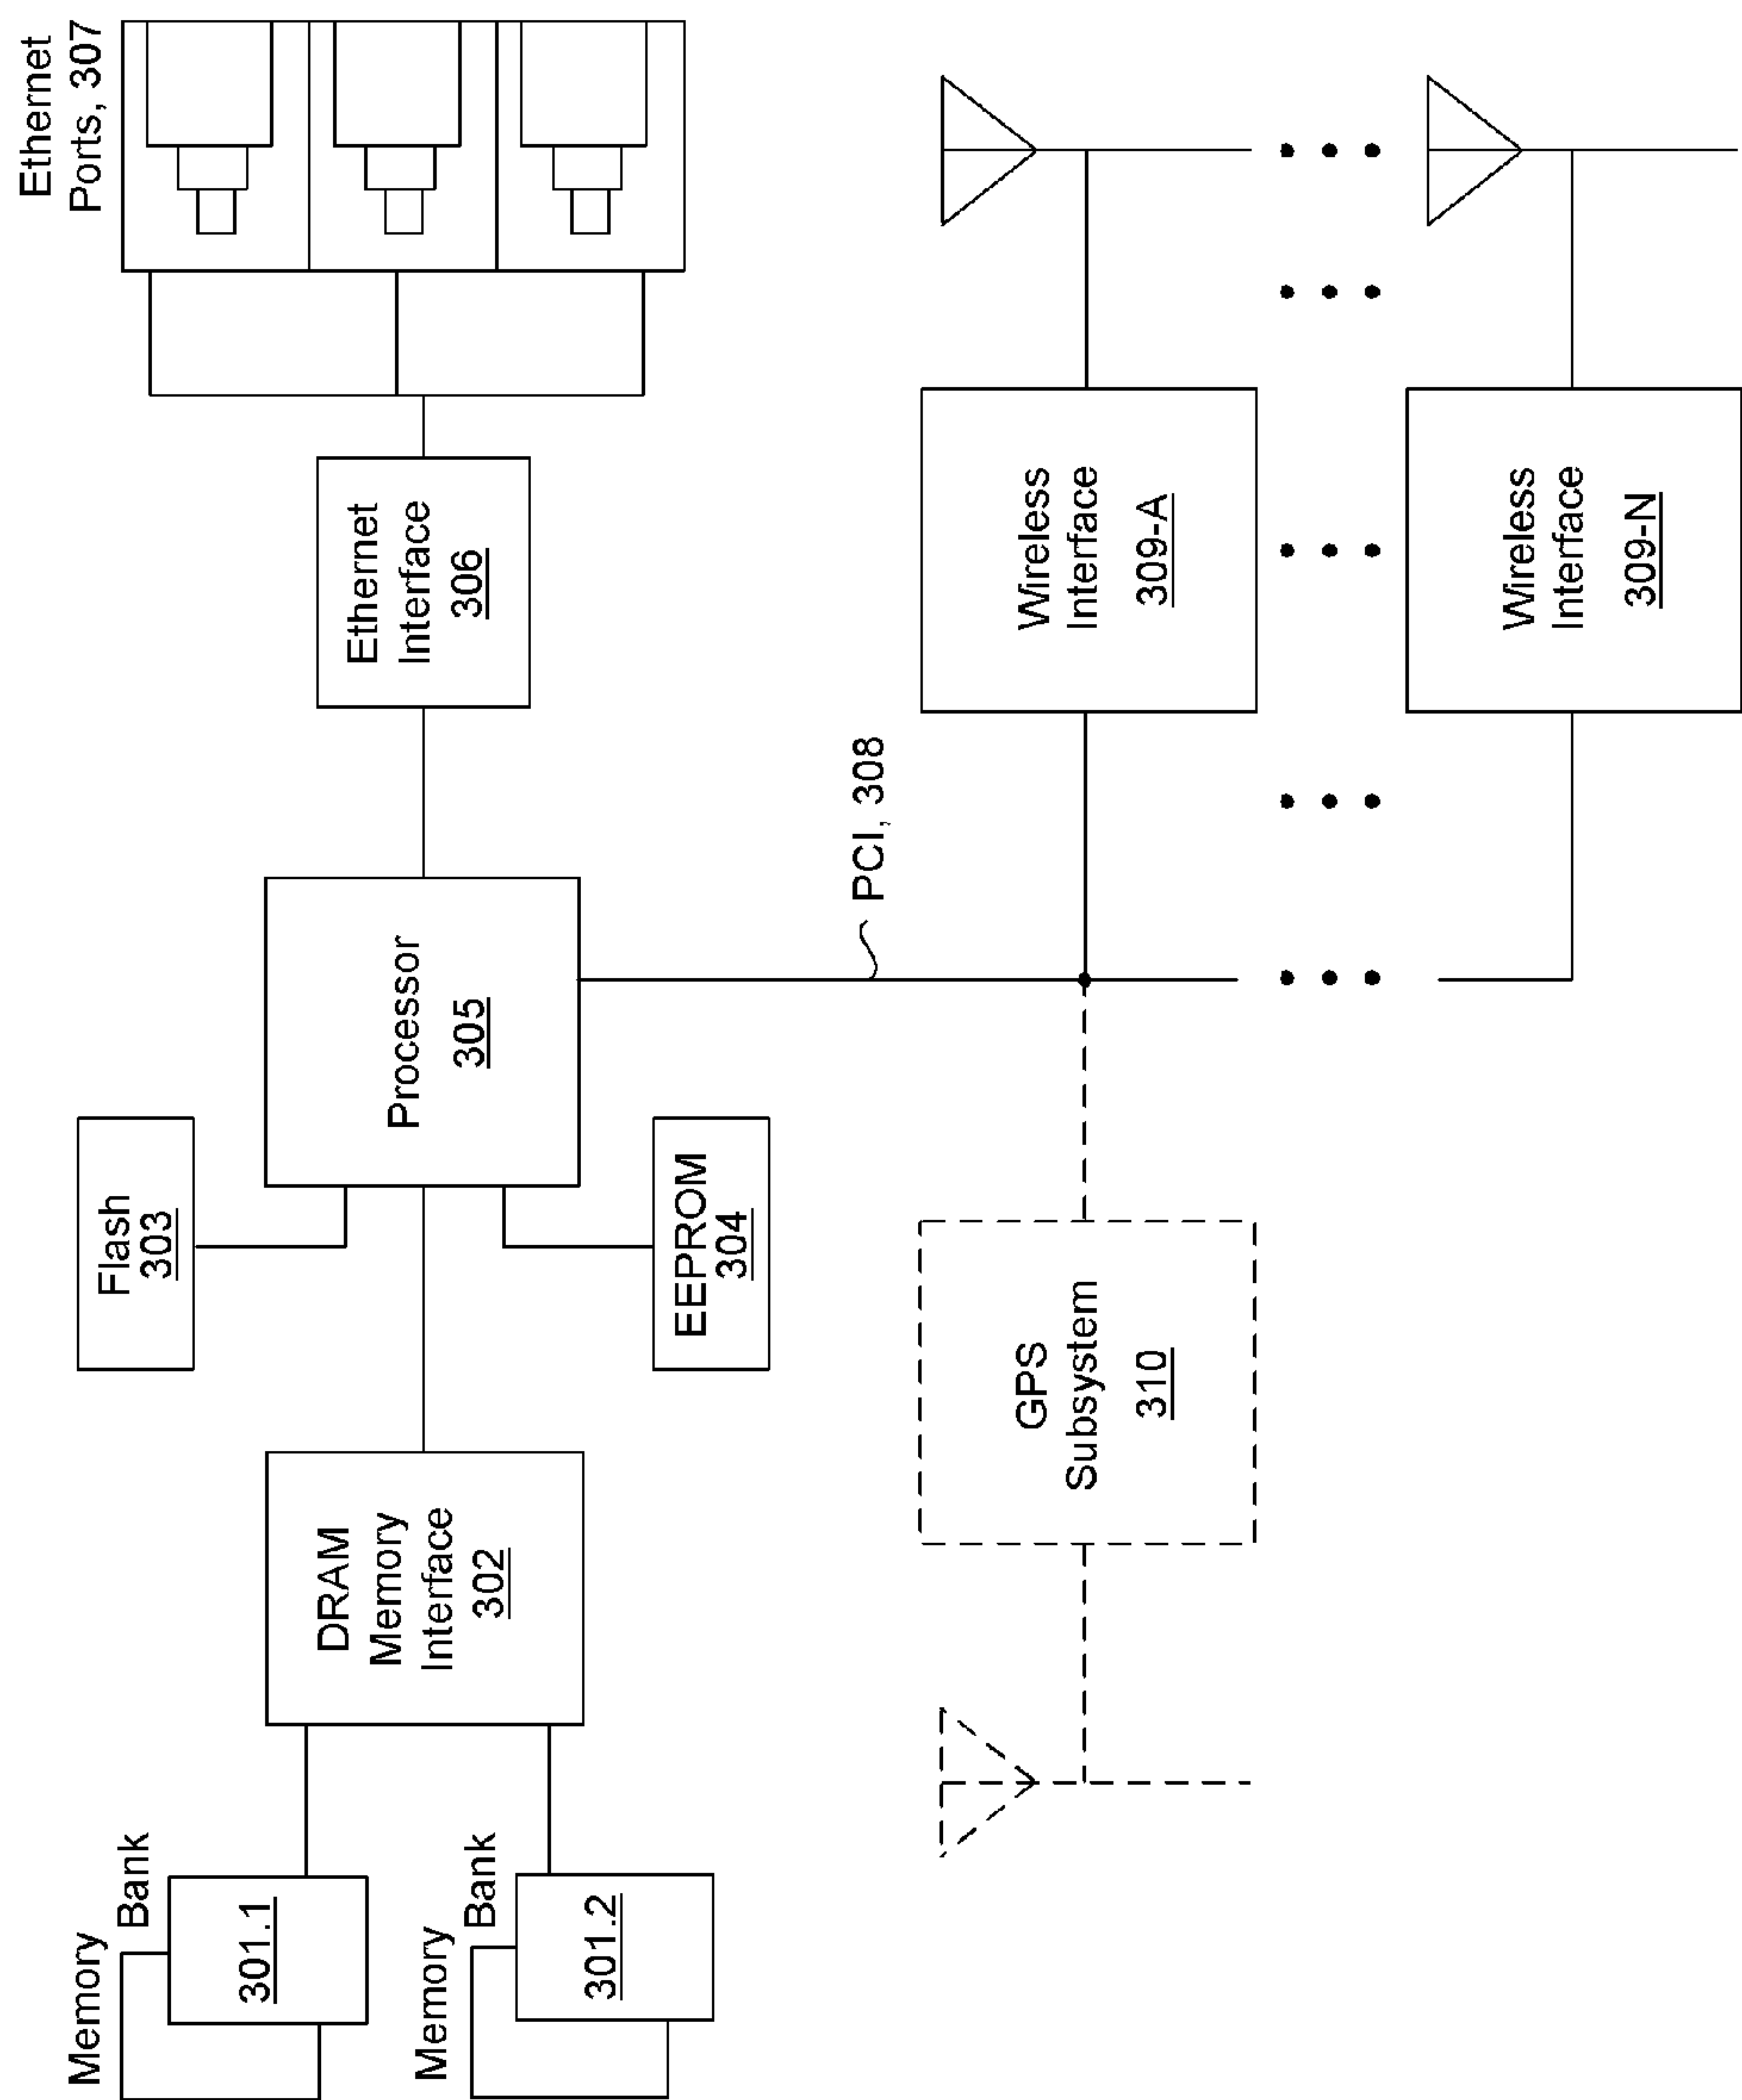 Memory
Bank
301.1
Memory
Bank
301.2
DRAM
Memory
Interface
302
Flash
303
EEPROM
304
Processor
305
Ethernet
Interface
306
Ethernet
Ports, 307
PCI, 308
GPS
Subsystem
310
Wireless
Interface
309-A
Wireless
Interface
309-N